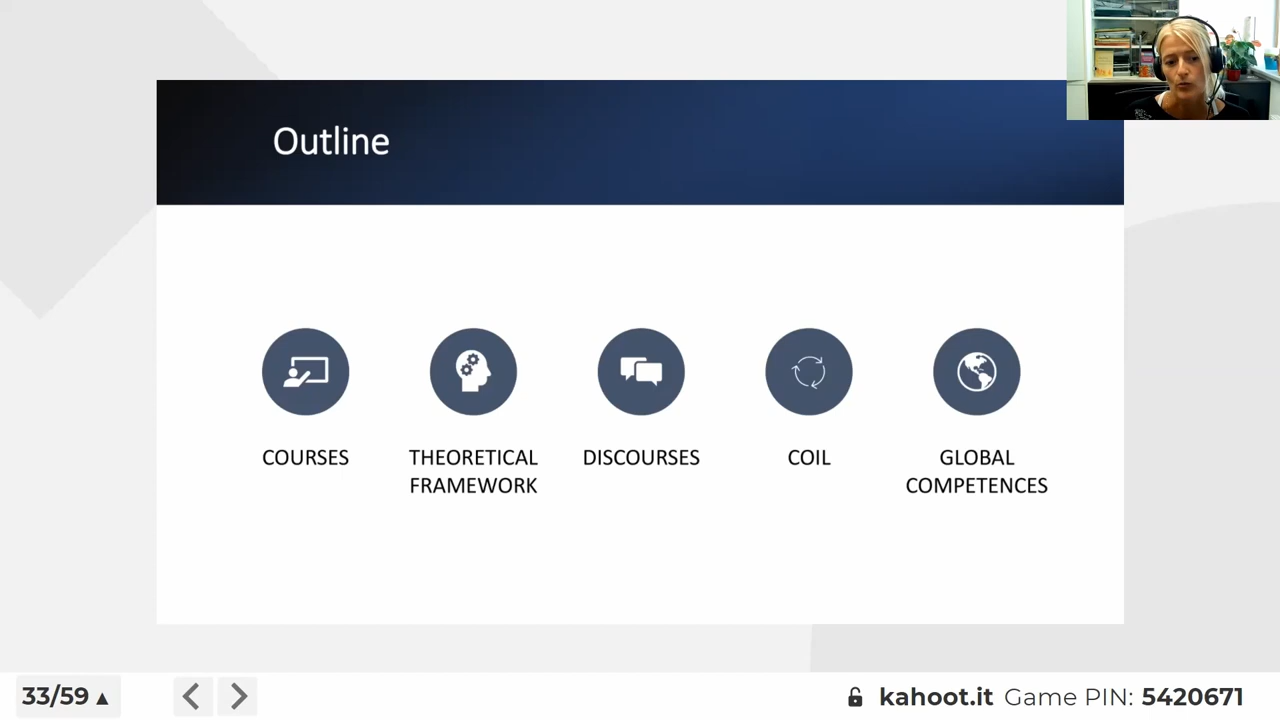 Outline
COURSES
THEORETICAL
FRAMEWORK
DISCOURSES
COIL
GLOBAL
COMPETENCES
33/59 ▲
kahoot.it Game PIN: 5420671